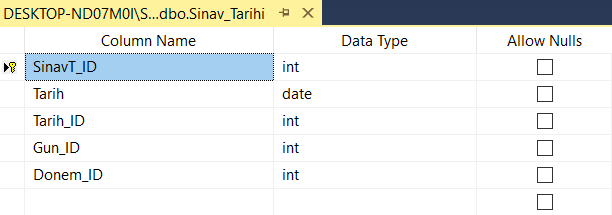 DESKTOP-ND07M0I\S...dbo.Sinav_Tarihi
Column Name Data Type Allow Nulls
SinavT_ID int
Tarih date
Tarih_ID int
Gun_ID int
Donem_ID int